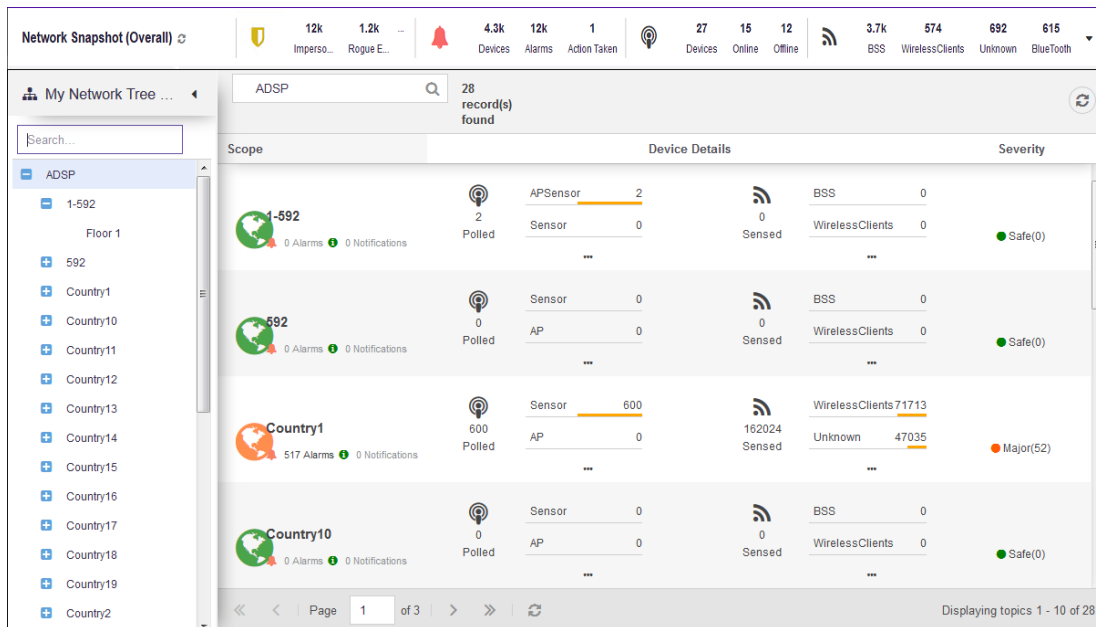 Network Snapshot (Overall)
12k 1.2k ... 4.3k 12k 1 27 15 12 3.7k 574 692 615
Imperso... Rogue E... Devices Alarms Action Taken Devices Online Offline BSS WirelessClients Unknown BlueTooth
My Network Tree ...
Search...
ADSP
1-592
Floor 1
592
Country1
Country10
Country11
Country12
Country13
Country14
Country15
Country16
Country17
Country18
Country19
Country2
ADSP
28
record(s)
found
Scope Device Details Severity
1-592
0 Alarms 0 Notifications
2
Polled
APSensor 2
Sensor 0
...
0
Sensed
BSS 0
WirelessClients 0
...
Safe(0)
592
0 Alarms 0 Notifications
0
Polled
Sensor 0
AP 0
...
0
Sensed
BSS 0
WirelessClients 0
...
Safe(0)
Country1
517 Alarms 0 Notifications
600
Polled
Sensor 600
AP 0
...
162024
Sensed
WirelessClients 71713
Unknown 47035
...
Major(52)
Country10
0 Alarms 0 Notifications
0
Polled
Sensor 0
AP 0
...
0
Sensed
BSS 0
WirelessClients 0
...
Safe(0)
Page 1 of 3
Displaying topics 1 - 10 of 28